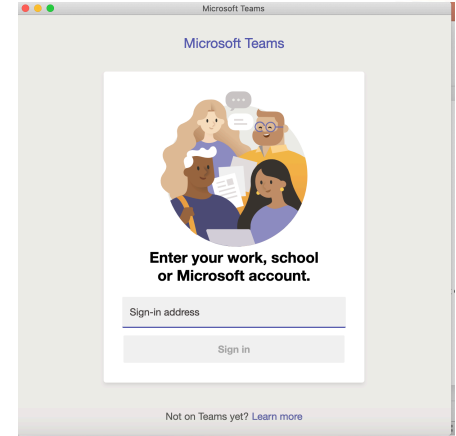 Microsoft Teams
Microsoft Teams
Enter your work, school
or Microsoft account.
Sign-in address
Sign in
Not on Teams yet? Learn more